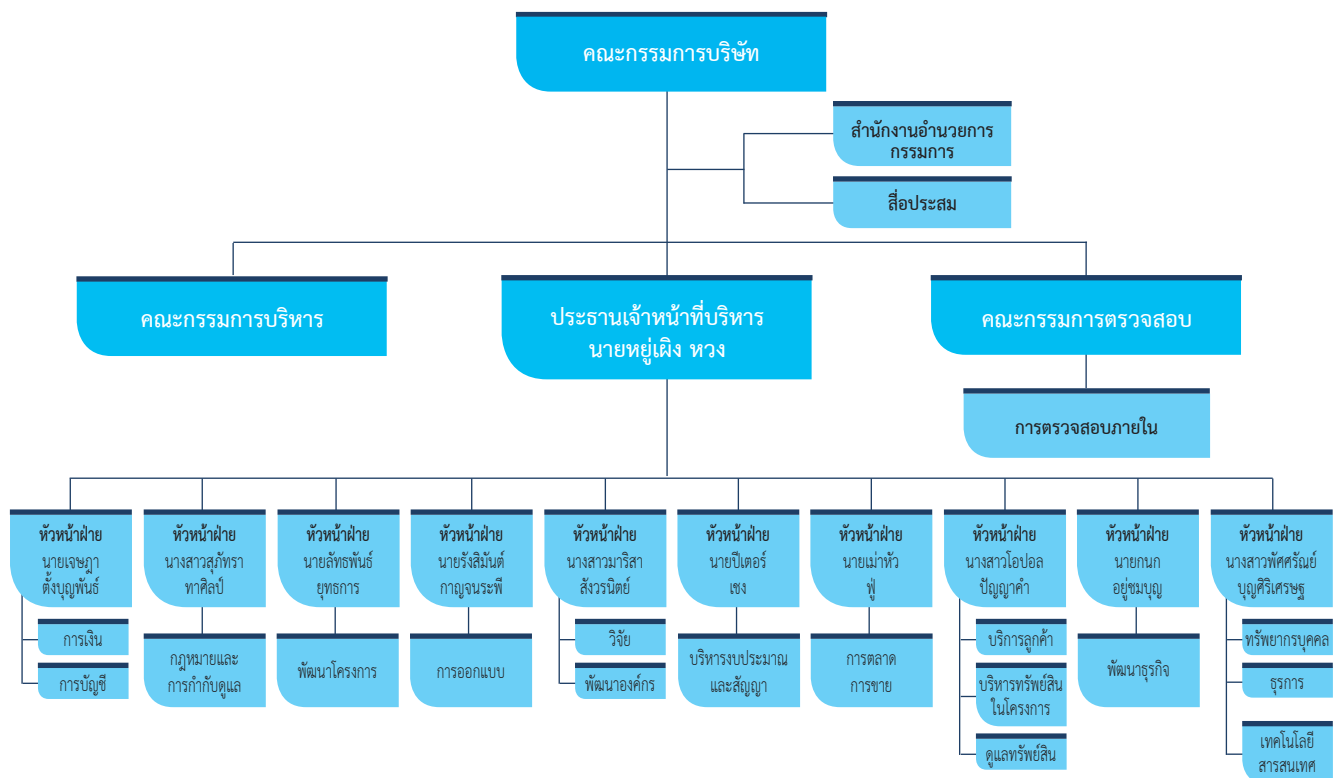 คณะกรรมการบริษัท
สำนักงานอำนวยการ
กรรมการ
สื่อประสม
คณะกรรมการบริหาร
ประธานเจ้าหน้าที่บริหาร
นายหยู่เผิง หวง
คณะกรรมการตรวจสอบ
การตรวจสอบภายใน
หัวหน้าฝ่าย
นายเจษฎา
ตั้งบุญพันธ์
การเงิน
การบัญชี
หัวหน้าฝ่าย
นางสาวสุภัทรา
ทาศิลป์
กฎหมายและ
การกำกับดูแล
หัวหน้าฝ่าย
นายลัทธพันธ์
ยุทธการ
พัฒนาโครงการ
หัวหน้าฝ่าย
นายรังสิมันต์
กาญจนระพี
การออกแบบ
หัวหน้าฝ่าย
นางสาวมาริสา
สังวรนิตย์
วิจัย
พัฒนาองค์กร
หัวหน้าฝ่าย
นายปีเตอร์
เชง
บริหารงบประมาณ
และสัญญา
หัวหน้าฝ่าย
นายเม่าหัว
ฟู่
การตลาด
การขาย
หัวหน้าฝ่าย
นางสาวโอปอล
ปัญญาคำ
บริการลูกค้า
บริหารทรัพย์สิน
ในโครงการ
ดูแลทรัพย์สิน
หัวหน้าฝ่าย
นายกนก
อยู่ชมบุญ
พัฒนาธุรกิจ
หัวหน้าฝ่าย
นางสาวพัศศรัณย์
บุญศิริเศรษฐ
ทรัพยากรบุคคล
ธุรการ
เทคโนโลยี
สารสนเทศ